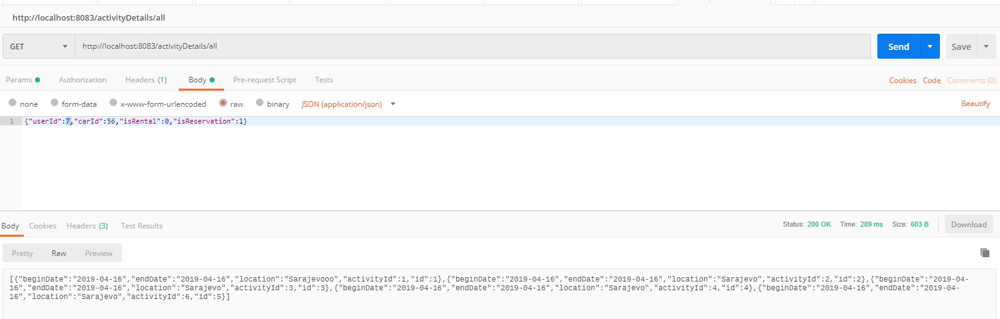 http://localhost:8083/activityDetails/all
GET http://localhost:8083/activityDetails/all Send Save
Params Authorization Headers (1) Body Pre-request Script Tests Cookies Code Comments (0)
none form-data x-www-form-urlencoded raw binary JSON (application/json) Beautify
1 {"userId":7,"carId":56,"isRental":0,"isReservation":1}
Body Cookies Headers (3) Test Results Status: 200 OK Time: 289 ms Size: 603 B Download
Pretty Raw Preview
[{"beginDate":"2019-04-16","endDate":"2019-04-16","location":"Sarajevooo","activityId":1,"id":1},{"beginDate":"2019-04-16","endDate":"2019-04-16","location":"Sarajevo","activityId":2,"id":2},{"beginDate":"2019-04-
16","endDate":"2019-04-16","location":"Sarajevo","activityId":3,"id":3},{"beginDate":"2019-04-16","endDate":"2019-04-16","location":"Sarajevo","activityId":4,"id":4},{"beginDate":"2019-04-16","endDate":"2019-04-
16","location":"Sarajevo","activityId":6,"id":5}]